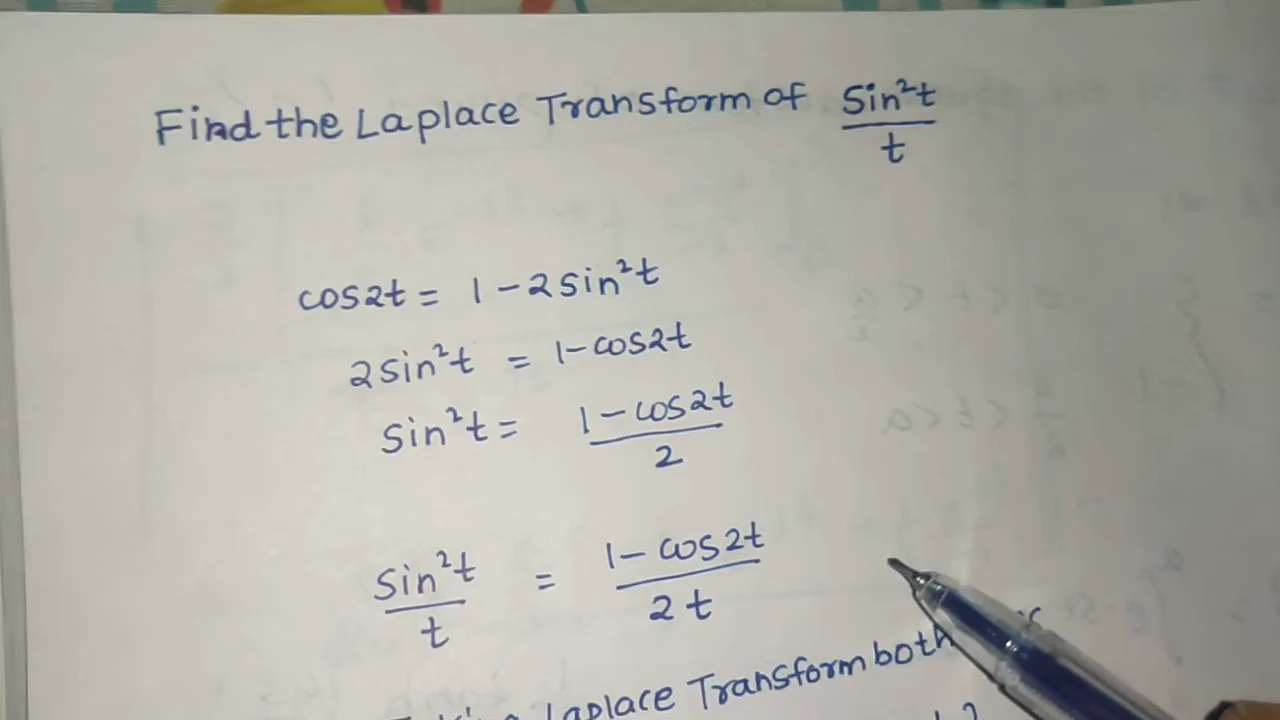 Find the Laplace Transform of sin²t/t
cos2t = 1-2sin²t
2sin²t = 1-cos2t
sin²t = 1-cos2t/2
sin²t/t = 1-cos2t/2t
Laplace Transform both